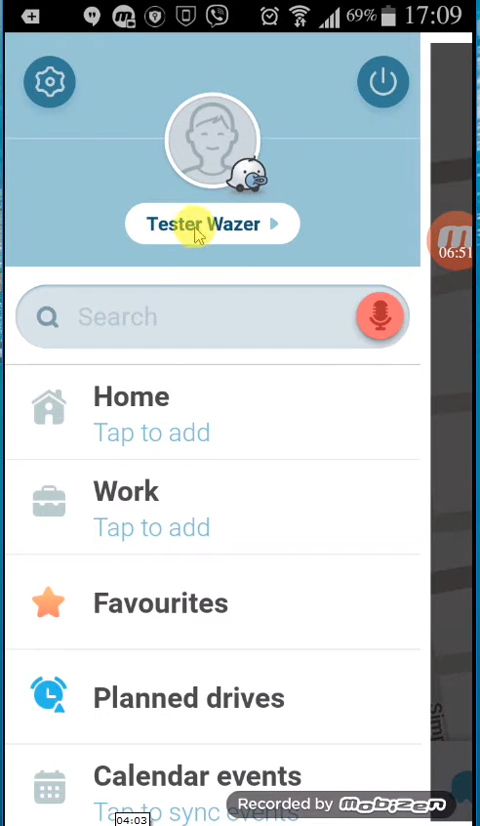 69% 17:09
Tester Wazer
06:51
Search
Home
Tap to add
Work
Tap to add
Favourites
Planned drives
Calendar events
Tap to sync events
Recorded by mobizen
04:03